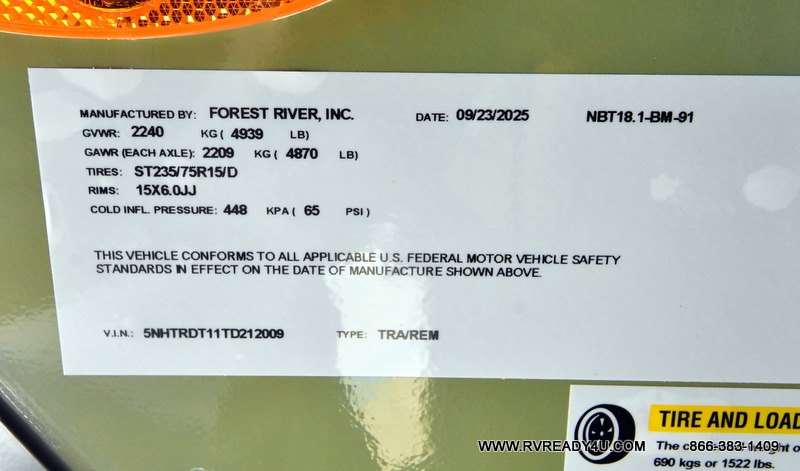 MANUFACTURED BY: FOREST RIVER, INC. DATE: 09/23/2025 NBT18.1-BM-91
GVWR: 2240 KG ( 4939 LB)
GAWR (EACH AXLE): 2209 KG ( 4870 LB)
TIRES: ST235/75R15/D
RIMS: 15X6.0JJ
COLD INFL. PRESSURE: 448 KPA ( 65 PSI )
THIS VEHICLE CONFORMS TO ALL APPLICABLE U.S. FEDERAL MOTOR VEHICLE SAFETY
STANDARDS IN EFFECT ON THE DATE OF MANUFACTURE SHOWN ABOVE.
V.I.N.: 5NHTRDT11TD212009 TYPE: TRA/REM
TIRE AND LOAD
WWW.RVREADY4U.COM 866-383-1409
The
690 kgs or 1522 lbs.